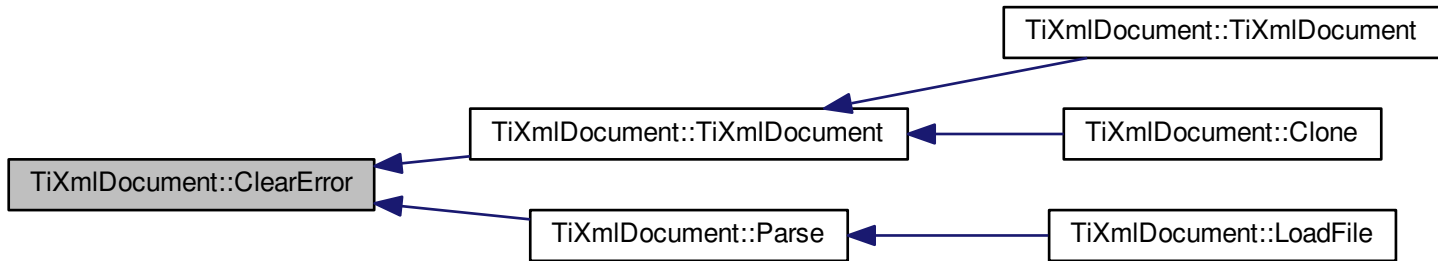 TiXmlDocument::TiXmlDocument
TiXmlDocument::TiXmlDocument
TiXmlDocument::Clone
TiXmlDocument::ClearError
TiXmlDocument::Parse
TiXmlDocument::LoadFile